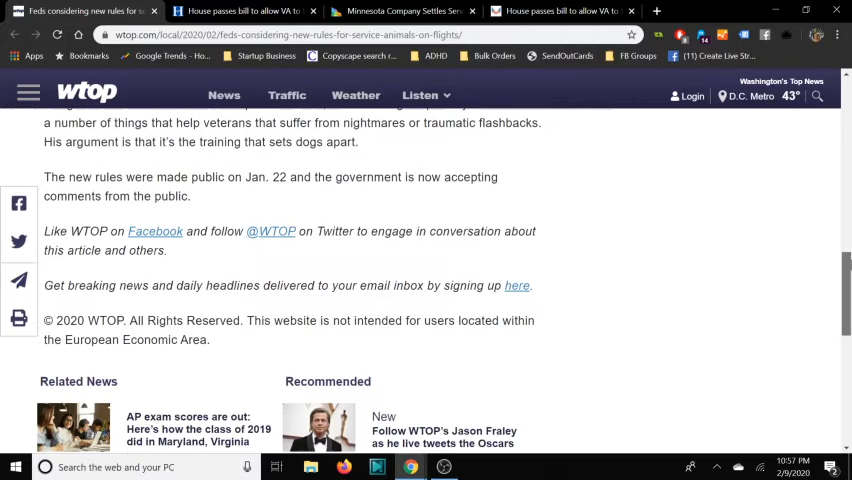 Feds considering new rules for se
House passes bill to allow VA to
Minnesota Company Settles Serv
House passes bill to allow VA to
wtop.com/local/2020/02/feds-considering-new-rules-for-service-animals-on-flights/
8
14
Apps
Bookmarks
Google Trends - Ho...
Startup Business
Copyscape search r...
ADHD
Bulk Orders
SendOutCards
FB Groups
(11) Create Live Str...
wtop
News
Traffic
Weather
Listen
Washington's Top News
Login
D.C. Metro
43°
a number of things that help veterans that suffer from nightmares or traumatic flashbacks.
His argument is that it's the training that sets dogs apart.
The new rules were made public on Jan. 22 and the government is now accepting
comments from the public.
Like WTOP on Facebook and follow @WTOP on Twitter to engage in conversation about
this article and others.
Get breaking news and daily headlines delivered to your email inbox by signing up here.
© 2020 WTOP. All Rights Reserved. This website is not intended for users located within
the European Economic Area.
Related News
Recommended
AP exam scores are out:
Here's how the class of 2019
did in Maryland, Virginia
New
Follow WTOP's Jason Fraley
as he live tweets the Oscars
Search the web and your PC
10:57 PM
2/9/2020
2